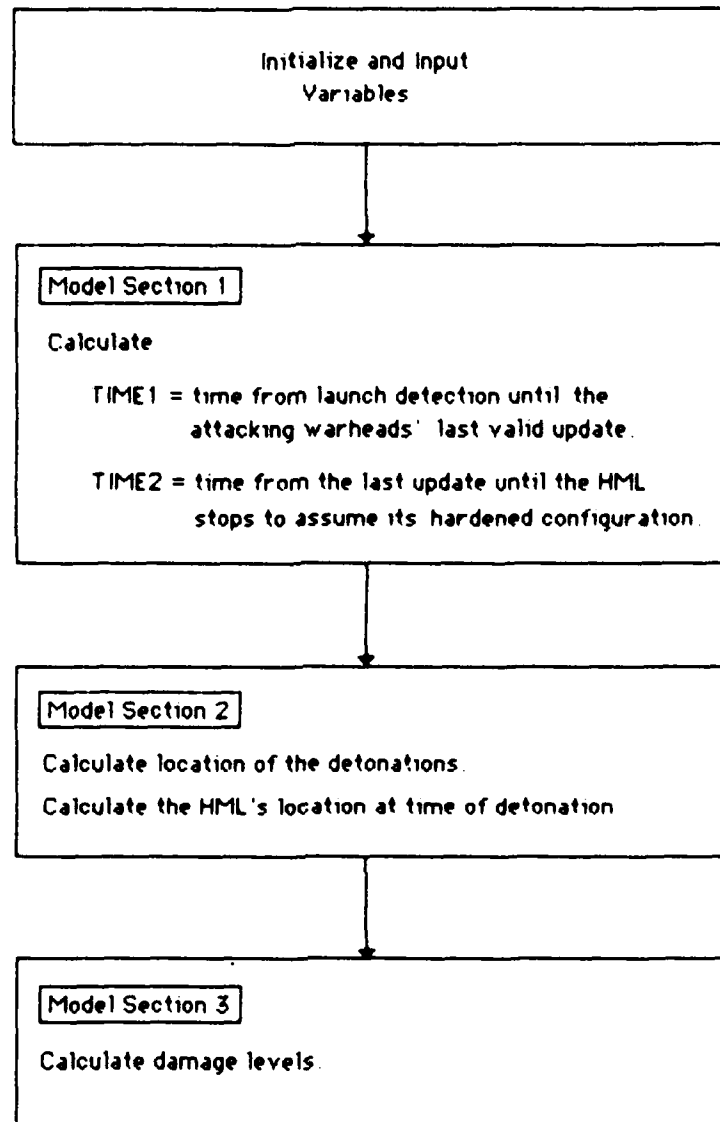 Initialize and Input
Variables
Model Section 1
Calculate
TIME1 = time from launch detection until the
attacking warheads' last valid update.
TIME2 = time from the last update until the HML
stops to assume its hardened configuration.
Model Section 2
Calculate location of the detonations.
Calculate the HML's location at time of detonation
Model Section 3
Calculate damage levels.